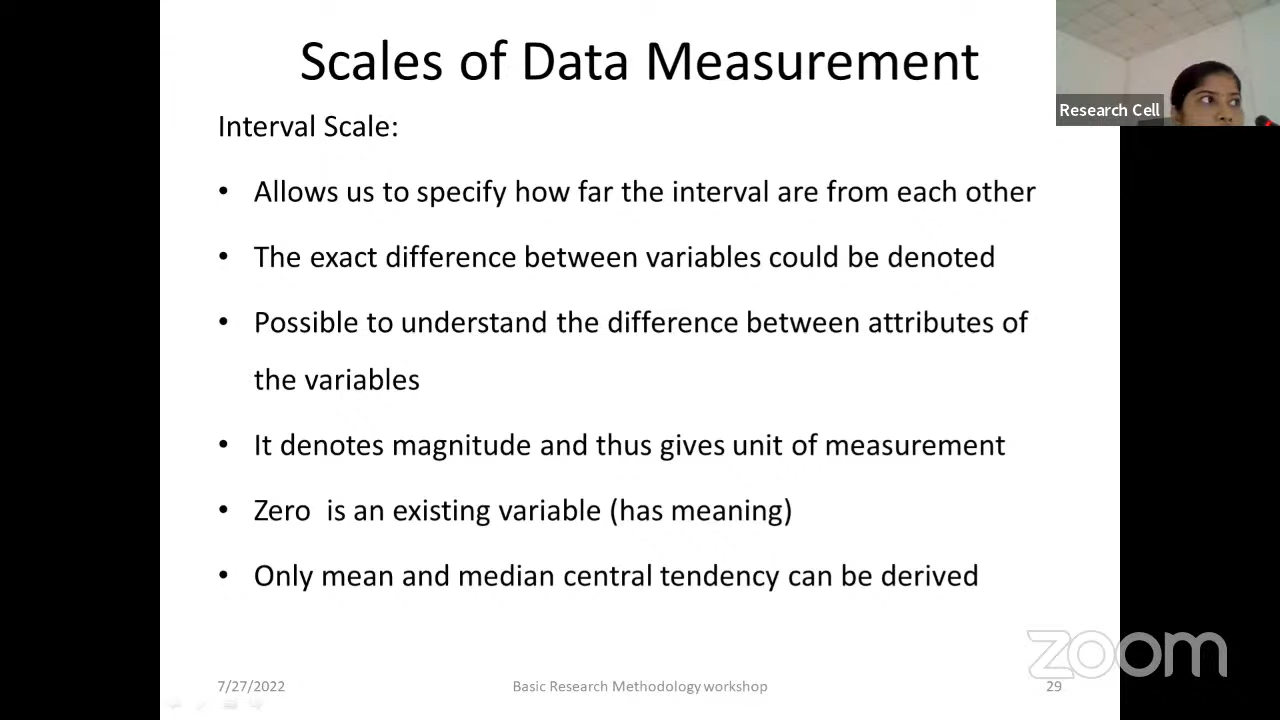 Scales of Data Measurement
Research Cell
Interval Scale:
• Allows us to specify how far the interval are from each other
• The exact difference between variables could be denoted
• Possible to understand the difference between attributes of
the variables
• It denotes magnitude and thus gives unit of measurement
• Zero is an existing variable (has meaning)
• Only mean and median central tendency can be derived
zoom
7/27/2022 Basic Research Methodology workshop 29